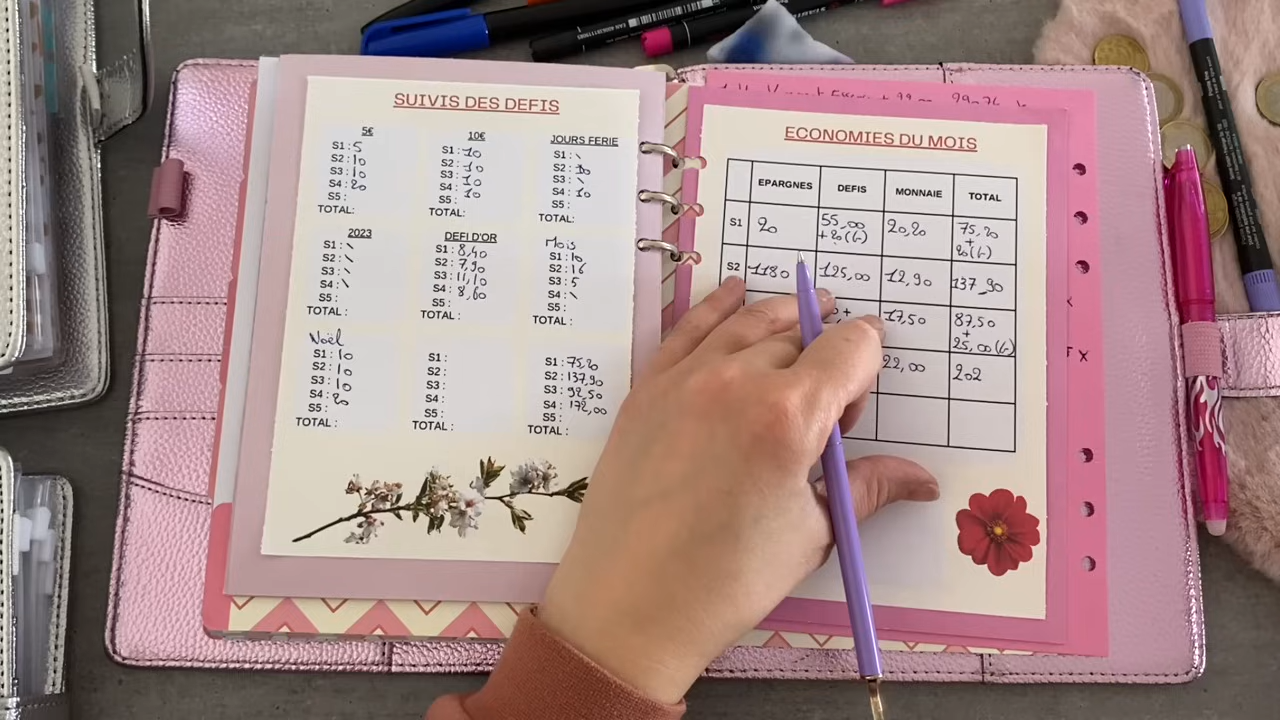 SUIVIS DES DEFIS
5€
S1 : 5
S2 : 10
S3 : 10
S4 : 20
S5 :
TOTAL:
10€
S1 : 10
S2 : 10
S3 : 10
S4 : 10
S5 :
TOTAL:
JOURS FERIE
S1 : \
S2 : 10
S3 : \
S4 : 10
S5 :
TOTAL:
2023
S1 : \
S2 : \
S3 : \
S4 : \
S5 :
TOTAL :
DEFI D'OR
S1 : 8,40
S2 : 7,90
S3 : 11,10
S4 : 8,60
S5 :
TOTAL :
Mois
S1 : 10
S2 : 16
S3 : 5
S4 : \
S5 :
TOTAL :
Noël
S1 : 10
S2 : 10
S3 : 10
S4 : 20
S5 :
TOTAL :
S1 :
S2 :
S3 :
S4 :
S5 :
TOTAL :
S1 : 75,20
S2 : 137,90
S3 : 92,50
S4 : 172,00
S5 :
TOTAL :
ECONOMIES DU MOIS
EPARGNES DEFIS MONNAIE TOTAL
S1 20 55,00 + 20 (L) 20,20 75,20 + 20 (L)
S2 1180 125,00 12,90 137,90
17,50 87,50 + 25,00 (L)
22,00 202